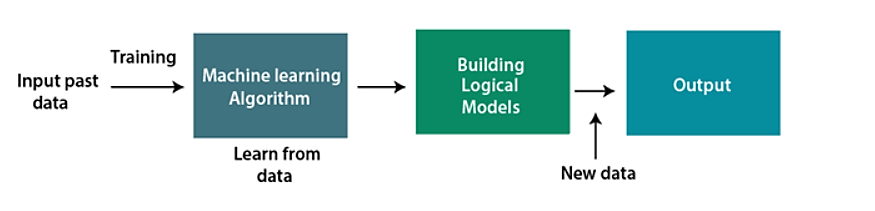 Input past
data
Training
Machine learning
Algorithm
Learn from
data
Building
Logical
Models
New data
Output